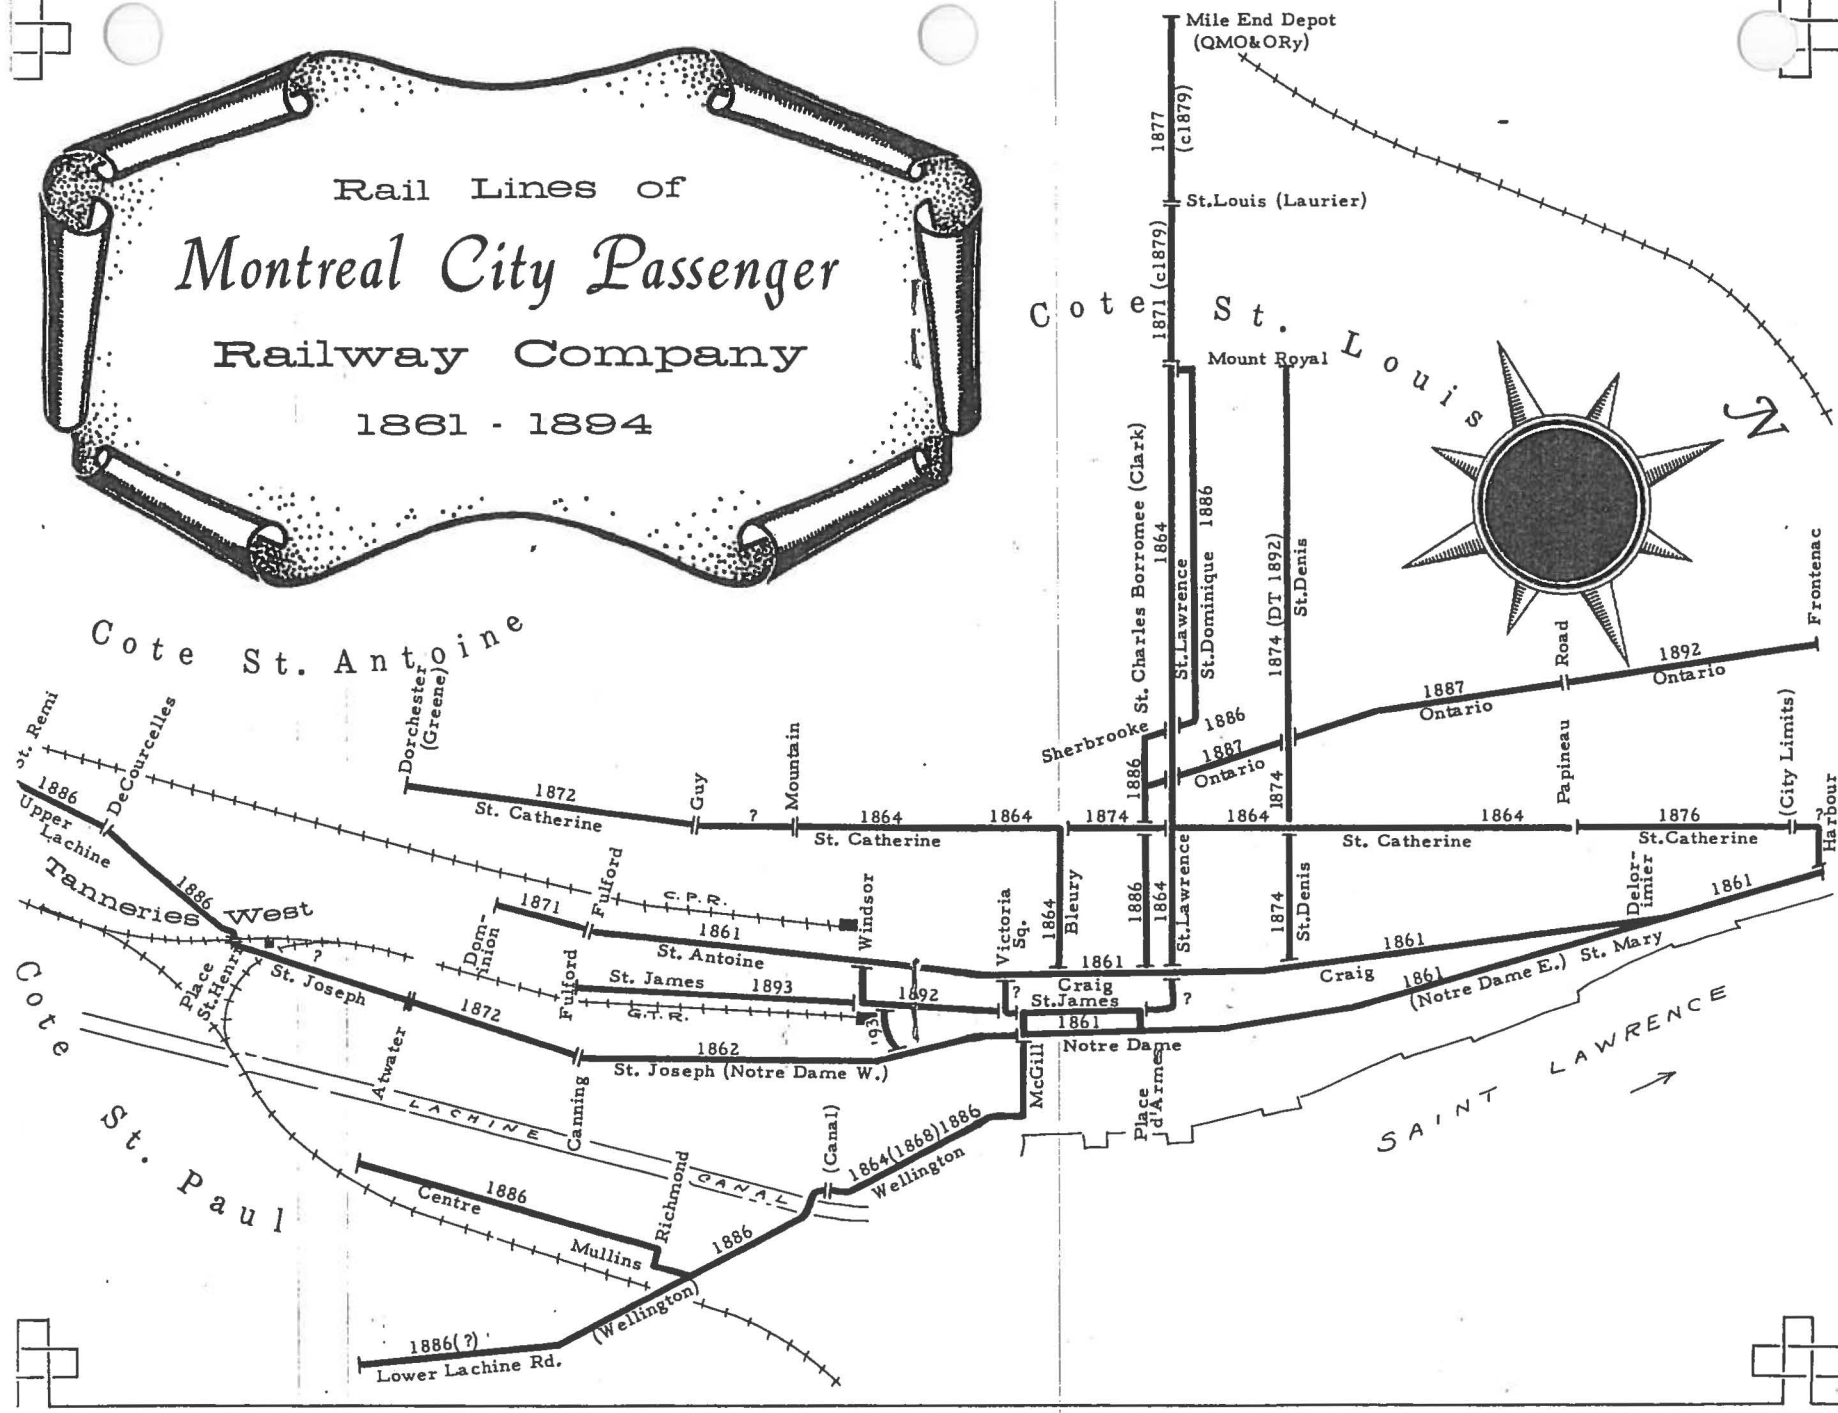 Rail Lines of
Montreal City Passenger
Railway Company
1861 - 1894
Mile End Depot
(QMO&ORy)
1877
(c1879)
St.Louis (Laurier)
1871 (c1879)
Cote St. Louis
Mount Royal
N
St. Charles Borromee (Clark)
1864
St.Lawrence
St.Dominique 1886
1874 (DT 1892)
St.Denis
Frontenac
Road
1892
Ontario
1887
Ontario
Sherbrooke
1886
1887
Ontario
1886
1874
Papineau
(City Limits)
Harbour
Cote St. Antoine
St. Remi
DeCourcelles
Dorchester
(Greene)
1872
St. Catherine
Guy
?
Mountain
1864
St. Catherine
1864
1874
1864
St. Catherine
1864
1876
St.Catherine
?
1886
Upper
Lachine
1886
Tanneries West
Fulford
C.P.R.
Windsor
Victoria
Sq.
1864
Bleury
1886
1864
St.Lawrence
1874
St.Denis
Delor-
imier
1861
Dom-
inion
1871
1861
St. Antoine
1861
Craig
1861
Craig
1861
(Notre Dame E.)
St. Mary
Place
St.Henri
?
St. Joseph
Fulford
St. James 1893
G.T.R.
1892
?
St.James
?
1861
Notre Dame
1872
Atwater
Canning
1862
St. Joseph (Notre Dame W.)
McGill
Place
d'Armes
SAINT LAWRENCE
Cote St. Paul
LACHINE CANAL
(Canal)
1864(1868)1886
Wellington
1886
Centre
Richmond
Mullins
1886
(Wellington)
1886(?)
Lower Lachine Rd.